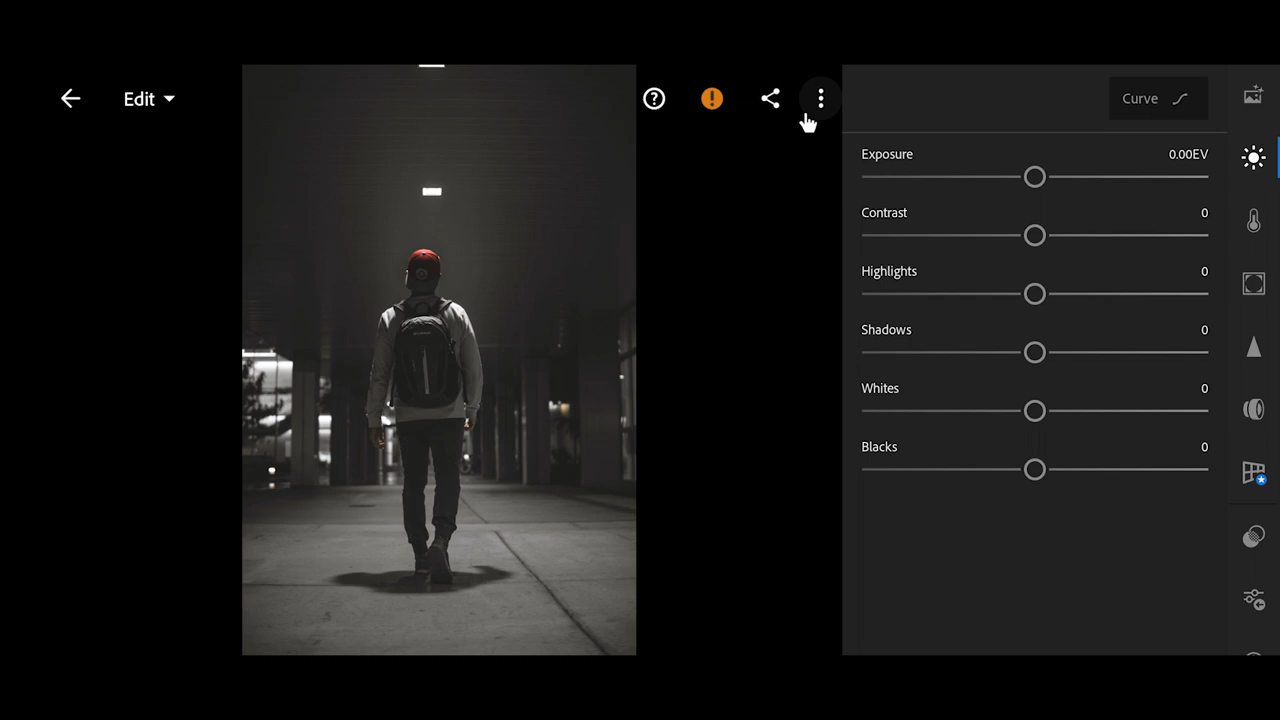 Edit
Curve
Exposure 0.00EV
Contrast 0
Highlights 0
Shadows 0
Whites 0
Blacks 0